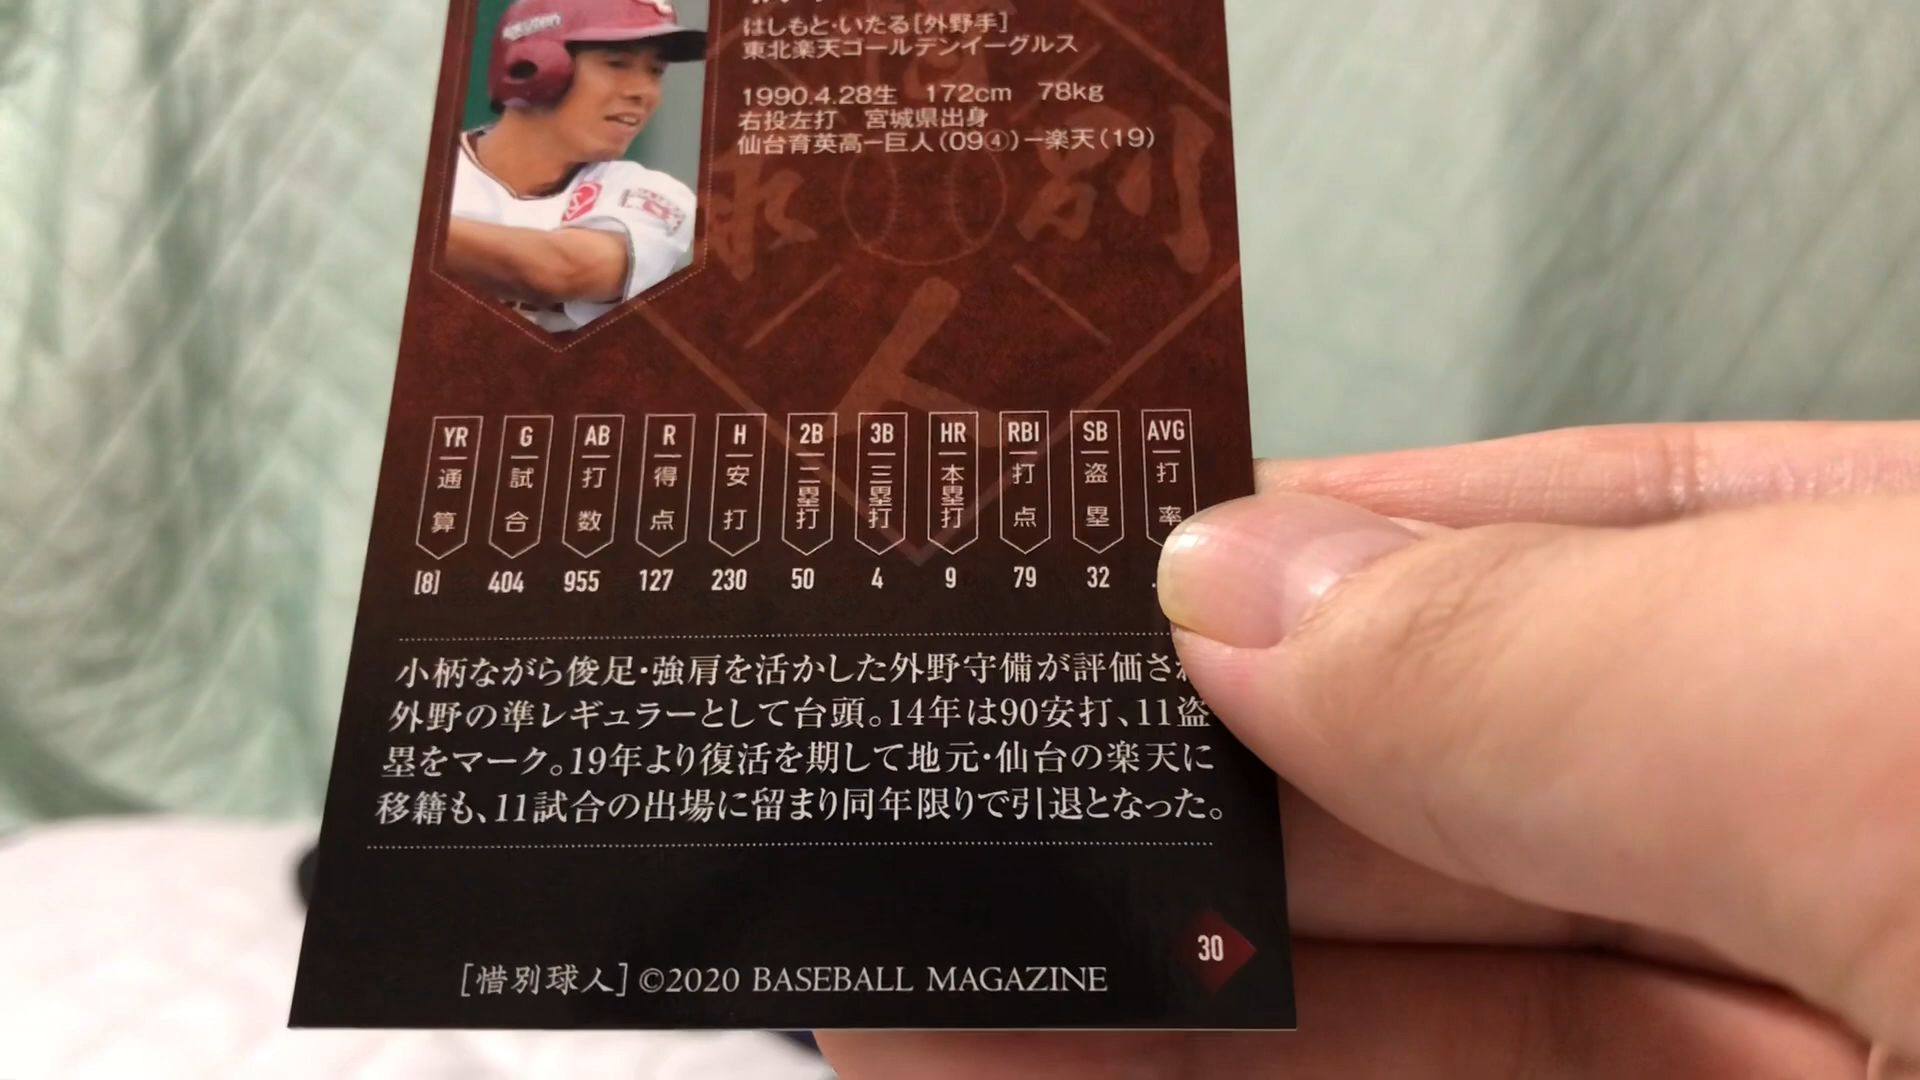 Rakuten
はしもと・いたる[外野手]
東北楽天ゴールデンイーグルス
1990.4.28生 172cm 78kg
右投左打 宮城県出身
仙台育英高ー巨人(09④)ー楽天(19)
別
球
人
YR G AB R H 2B 3B HR RBI SB AVG
通算 試合 打数 得点 安打 二塁打 三塁打 本塁打 打点 盗塁 打率
[8] 404 955 127 230 50 4 9 79 32
小柄ながら俊足・強肩を活かした外野守備が評価さ
外野の準レギュラーとして台頭。14年は90安打、11盗
塁をマーク。19年より復活を期して地元・仙台の楽天に
移籍も、11試合の出場に留まり同年限りで引退となった。
30
[惜別球人]©2020 BASEBALL MAGAZINE